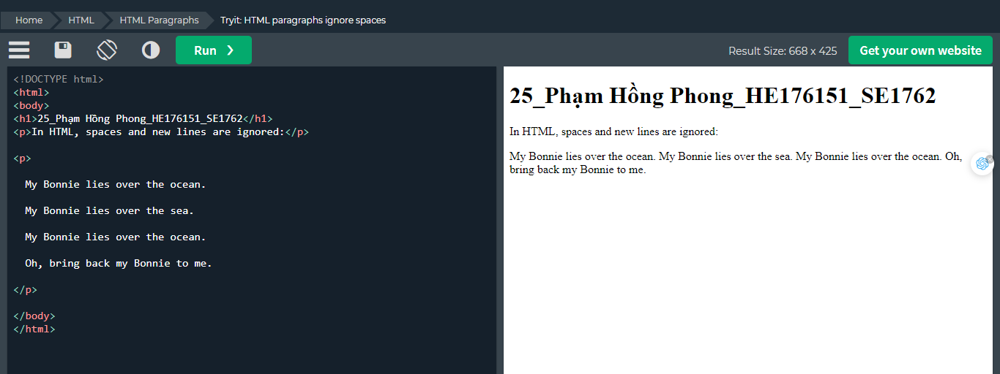 Home HTML HTML Paragraphs Tryit: HTML paragraphs ignore spaces
Run ❯ Result Size: 668 x 425 Get your own website
<!DOCTYPE html>
<html>
<body>
<h1>25_Phạm Hồng Phong_HE176151_SE1762</h1>
<p>In HTML, spaces and new lines are ignored:</p>
<p>
My Bonnie lies over the ocean.
My Bonnie lies over the sea.
My Bonnie lies over the ocean.
Oh, bring back my Bonnie to me.
</p>
</body>
</html>
25_Phạm Hồng Phong_HE176151_SE1762
In HTML, spaces and new lines are ignored:
My Bonnie lies over the ocean. My Bonnie lies over the sea. My Bonnie lies over the ocean. Oh,
bring back my Bonnie to me.